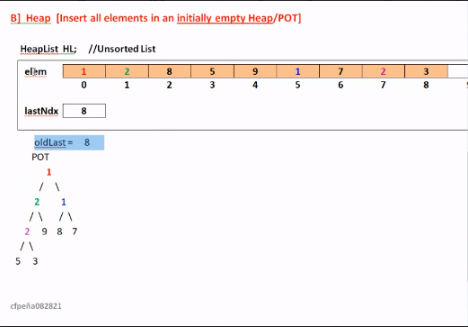 B] Heap [Insert all elements in an initially empty Heap/POT]
HeapList HL; //Unsorted List
elem 1 2 8 5 9 1 7 2 3
0 1 2 3 4 5 6 7 8
lastNdx 8
oldLast = 8
POT
1
/ \
2 1
/ \ / \
2 9 8 7
/ \
5 3
cfpeña082821